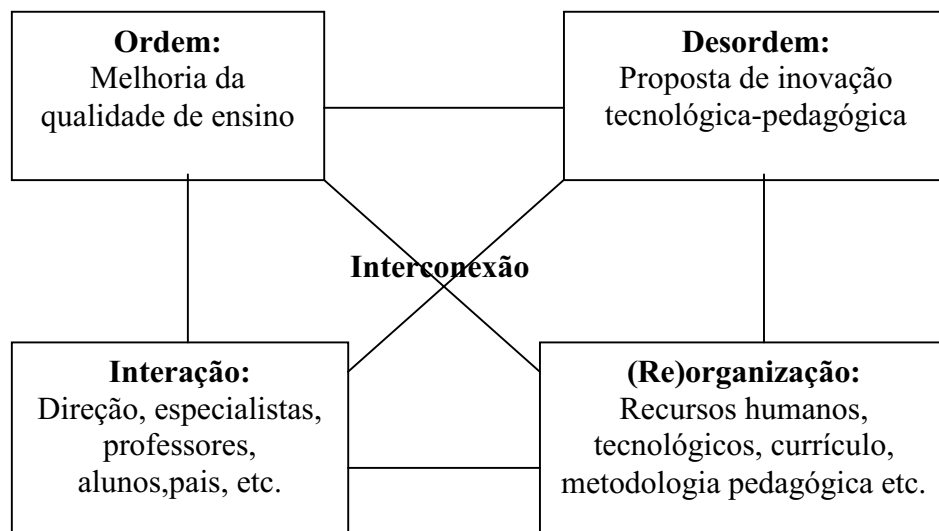 Ordem:
Melhoria da
qualidade de ensino
Desordem:
Proposta de inovação
tecnológica-pedagógica
Interconexão
Interação:
Direção, especialistas,
professores,
alunos,pais, etc.
(Re)organização:
Recursos humanos,
tecnológicos, currículo,
metodologia pedagógica etc.